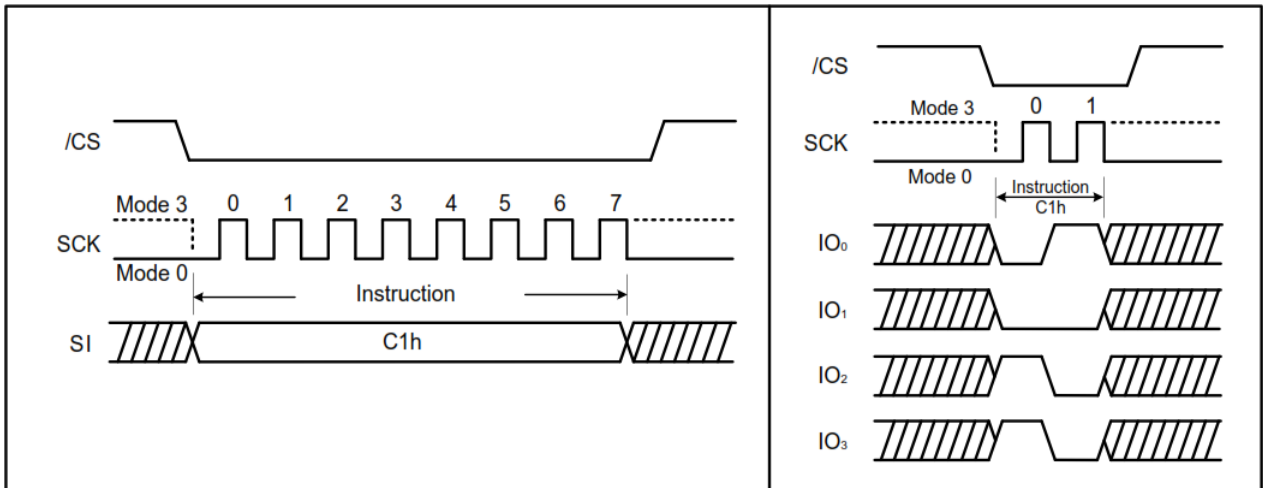 /CS
Mode 3 0 1 2 3 4 5 6 7
SCK
Mode 0
Instruction
SI C1h
/CS
Mode 3 0 1
SCK
Mode 0
Instruction
C1h
IO₀
IO₁
IO₂
IO₃